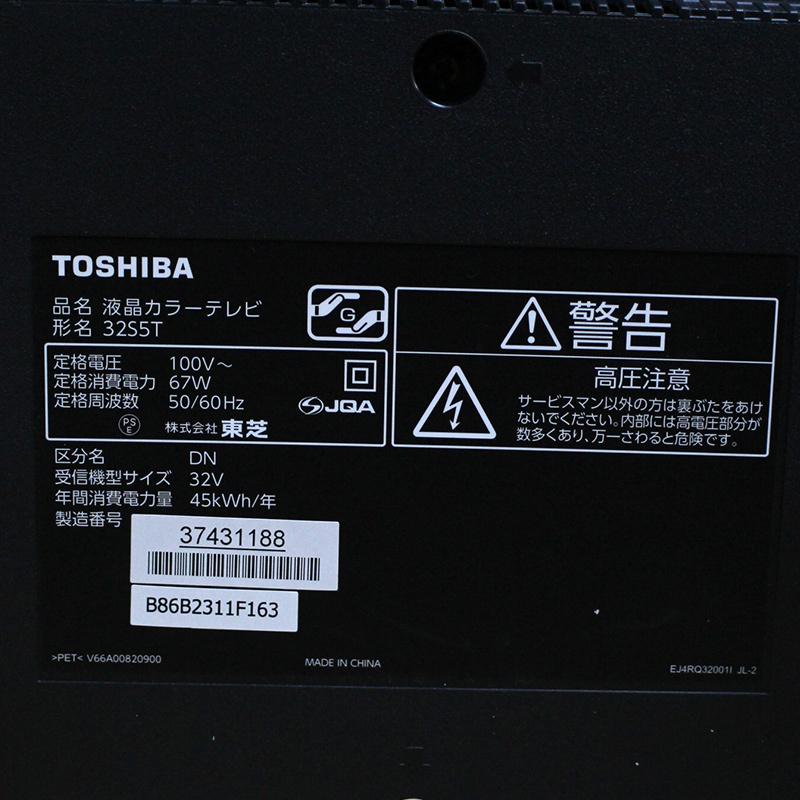 TOSHIBA
品名 液晶カラーテレビ
形名 32S5T
G
定格電圧 100V～
定格消費電力 67W
定格周波数 50/60Hz
JQA
PS
E
株式会社 東芝
警告
高圧注意
サービスマン以外の方は裏ぶたをあけ
ないでください。内部には高電圧部分が
数多くあり、万一さわると危険です。
区分名 DN
受信機型サイズ 32V
年間消費電力量 45kWh/年
製造番号
37431188
B86B2311F163
>PET< V66A00820900
MADE IN CHINA
EJ4RQ32001I JL-2